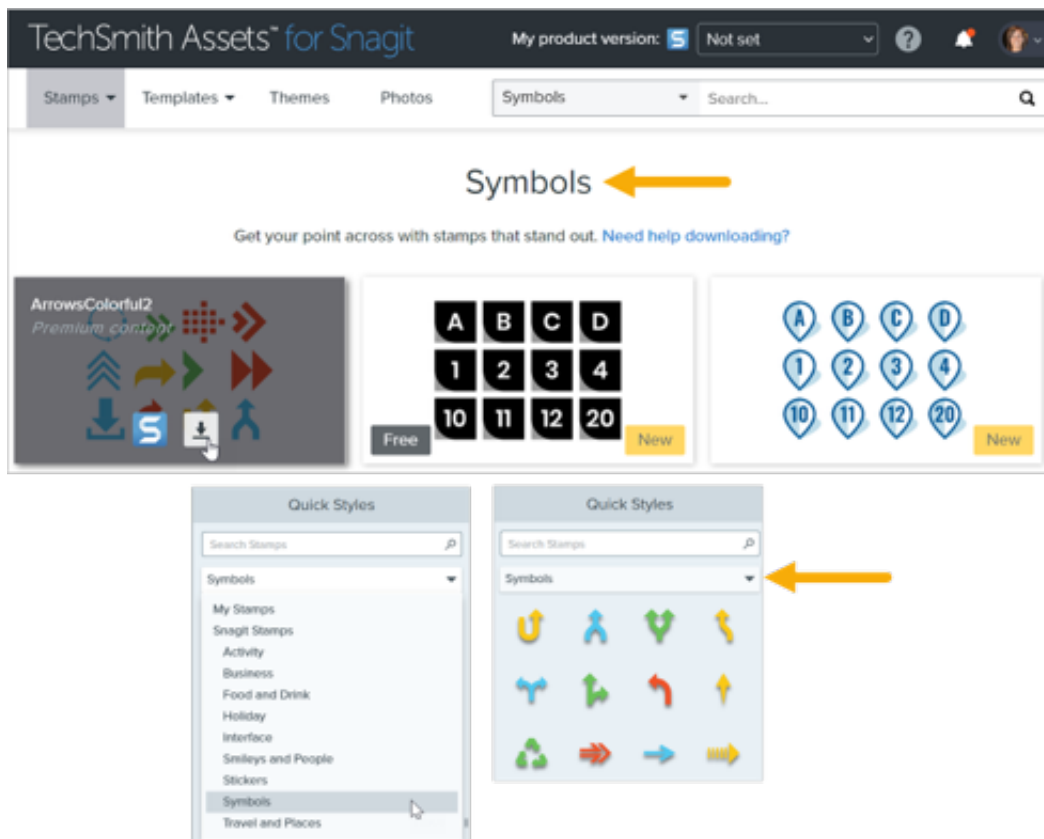 TechSmith Assets™ for Snagit
My product version:
Not set
?
Stamps
Templates
Themes
Photos
Symbols
Search...
Symbols
Get your point across with stamps that stand out. Need help downloading?
ArrowsColorful2
Premium content
S
A B C D
1 2 3 4
10 11 12 20
Free
New
A B C D
1 2 3 4
10 11 12 20
New
Quick Styles
Search Stamps
Symbols
My Stamps
Snagit Stamps
Activity
Business
Food and Drink
Holiday
Interface
Smileys and People
Stickers
Symbols
Travel and Places
Quick Styles
Search Stamps
Symbols